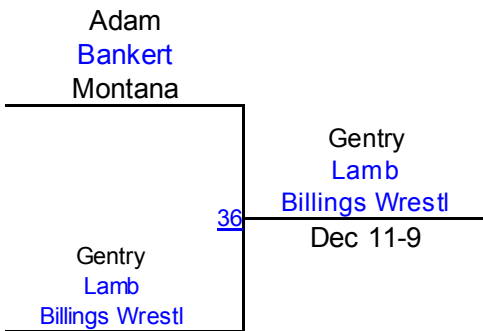 Adam
Bankert
Montana
Gentry
Lamb
Billings Wrestl
36
Dec 11-9
Gentry
Lamb
Billings Wrestl